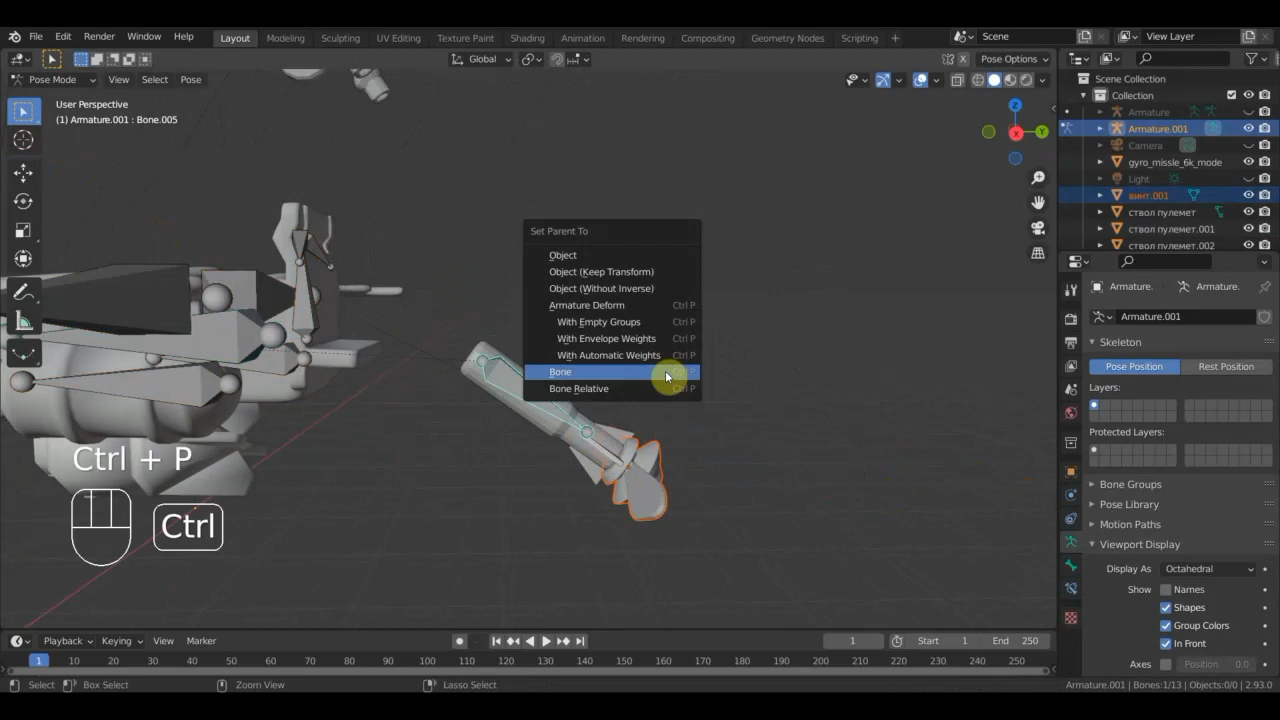 File Edit Render Window Help Layout Modeling Sculpting UV Editing Texture Paint Shading Animation Rendering Compositing Geometry Nodes Scripting + Scene View Layer
Global Pose Options
Pose Mode View Select Pose
User Perspective
(1) Armature.001 : Bone.005
Z
Y
X
Set Parent To
Object
Object (Keep Transform)
Object (Without Inverse)
Armature Deform Ctrl P
With Empty Groups Ctrl P
With Envelope Weights Ctrl P
With Automatic Weights Ctrl P
Bone Ctrl P
Bone Relative Ctrl P
Ctrl + P
Ctrl
Scene Collection
Collection
Armature
Armature.001
Camera
gyro_missle_6k_mode
Light
винт.001
ствол пулемет
ствол пулемет.001
ствол пулемет.002
Armature. Armature.
Armature.001
Skeleton
Pose Position Rest Position
Layers:
Protected Layers:
Bone Groups
Pose Library
Motion Paths
Viewport Display
Display As Octahedral
Show Names
Shapes
Group Colors
In Front
Axes Position 0.0
Playback Keying View Marker 1 Start 1 End 250
1 10 20 30 40 50 60 70 80 90 100 110 120 130 140 150 160 170 180 190 200 210 220 230 240 250
Select Box Select Zoom View Lasso Select Armature.001 | Bones:1/13 | Objects:0/0 | 2.93.0